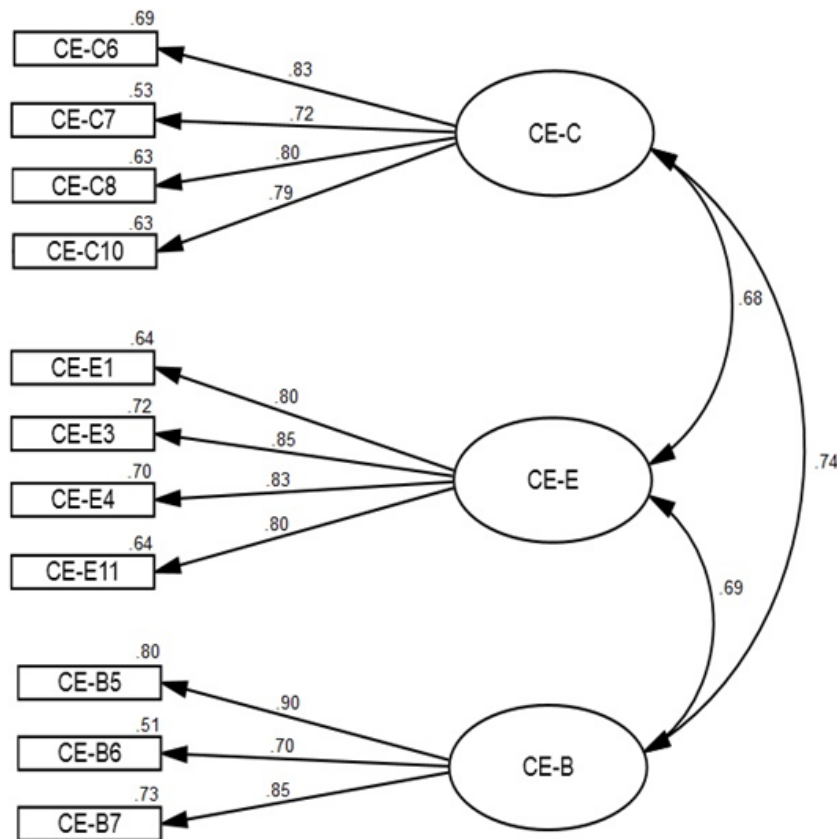 .69
CE-C6
.83
.53
CE-C7
.72
.63
CE-C8
.80
.63
CE-C10
.79
CE-C
.68
.74
.64
CE-E1
.80
.72
CE-E3
.85
.70
CE-E4
.83
.64
CE-E11
.80
CE-E
.69
.80
CE-B5
.90
.51
CE-B6
.70
.73
CE-B7
.85
CE-B